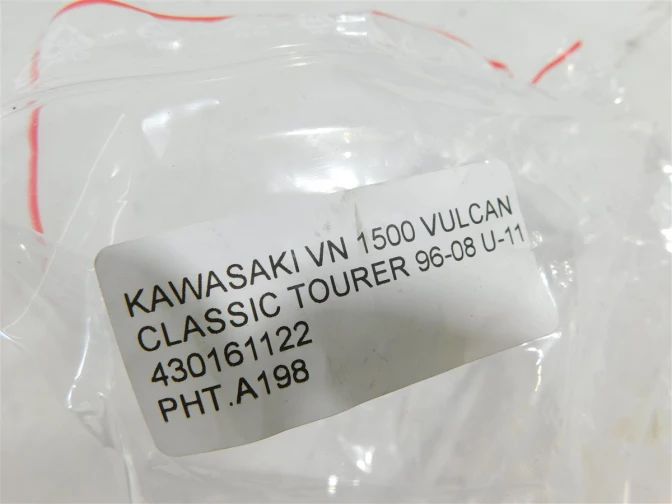 KAWASAKI VN 1500 VULCAN
CLASSIC TOURER 96-08 U-11
430161122
PHT.A198